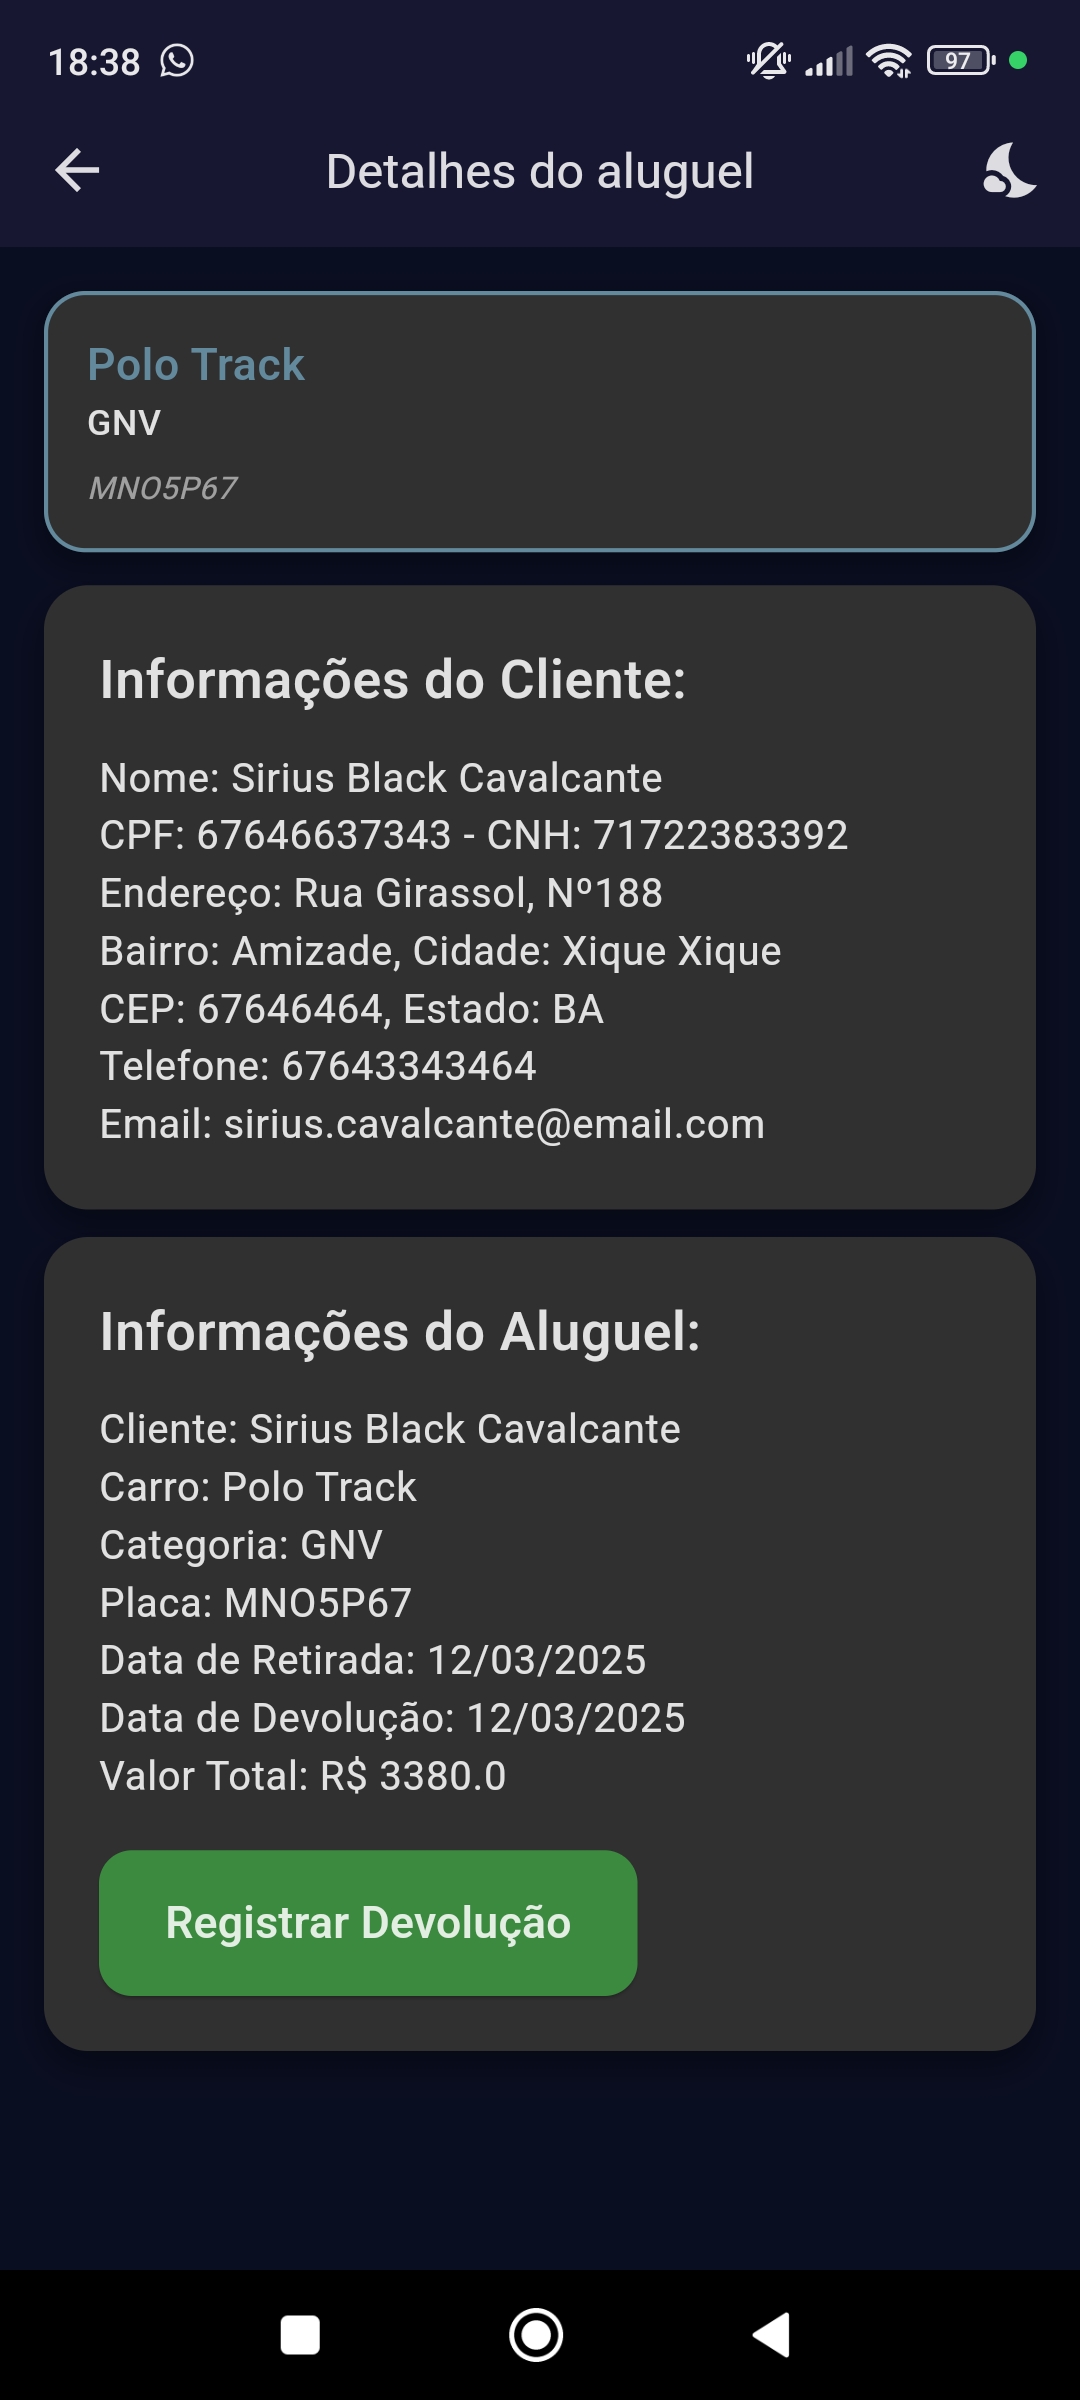 18:38
97
Detalhes do aluguel
Polo Track
GNV
MNO5P67
Informações do Cliente:
Nome: Sirius Black Cavalcante
CPF: 67646637343 - CNH: 71722383392
Endereço: Rua Girassol, Nº188
Bairro: Amizade, Cidade: Xique Xique
CEP: 67646464, Estado: BA
Telefone: 67643343464
Email: sirius.cavalcante@email.com
Informações do Aluguel:
Cliente: Sirius Black Cavalcante
Carro: Polo Track
Categoria: GNV
Placa: MNO5P67
Data de Retirada: 12/03/2025
Data de Devolução: 12/03/2025
Valor Total: R$ 3380.0
Registrar Devolução